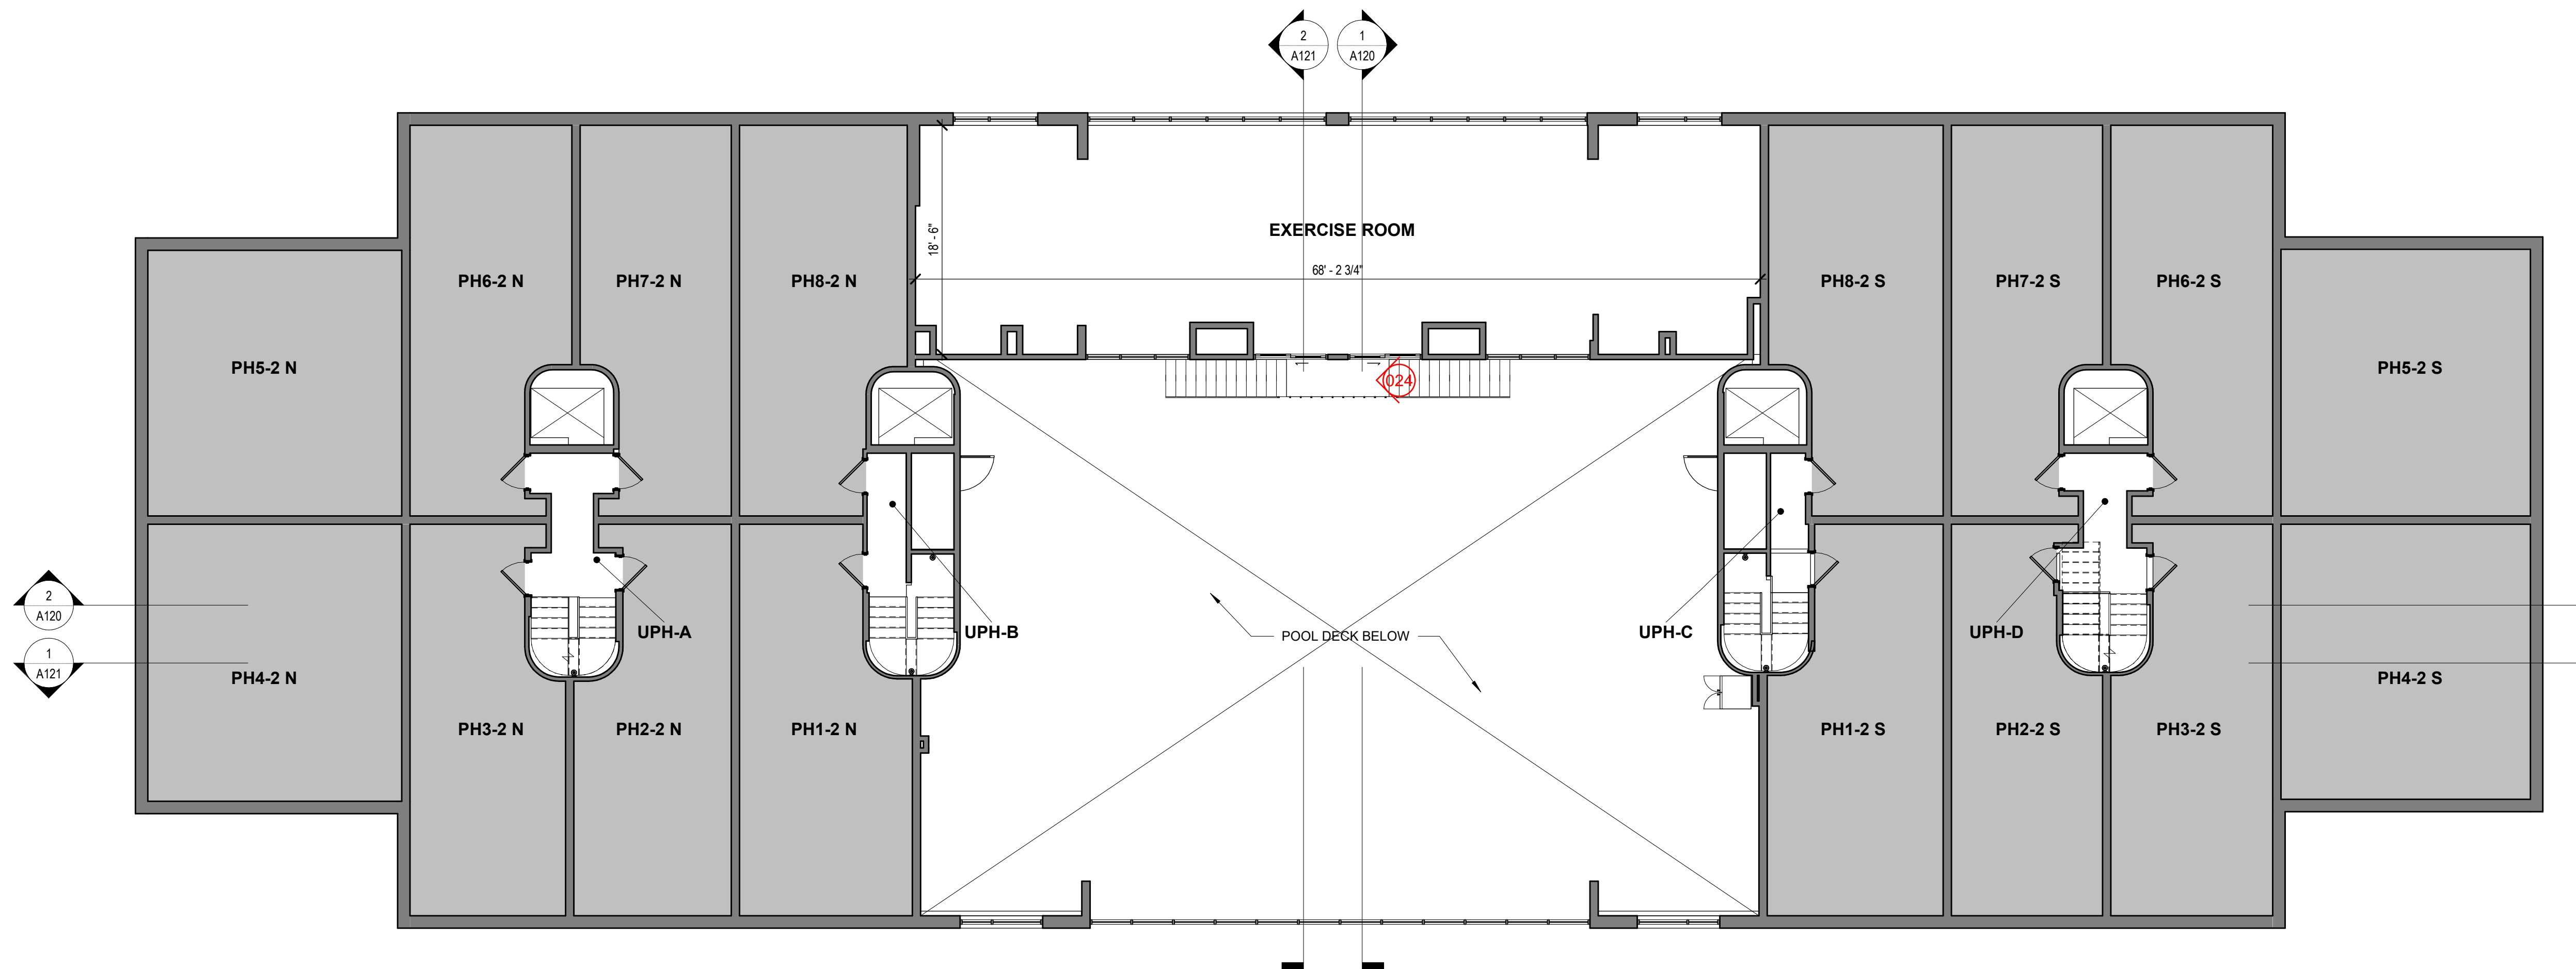 2
A121
1
A120
EXERCISE ROOM
18' - 6"
68' - 2 3/4"
PH6-2 N
PH7-2 N
PH8-2 N
PH8-2 S
PH7-2 S
PH6-2 S
PH5-2 N
PH5-2 S
024
2
A120
1
A121
UPH-A
UPH-B
POOL DECK BELOW
UPH-C
UPH-D
PH4-2 N
PH4-2 S
PH3-2 N
PH2-2 N
PH1-2 N
PH1-2 S
PH2-2 S
PH3-2 S